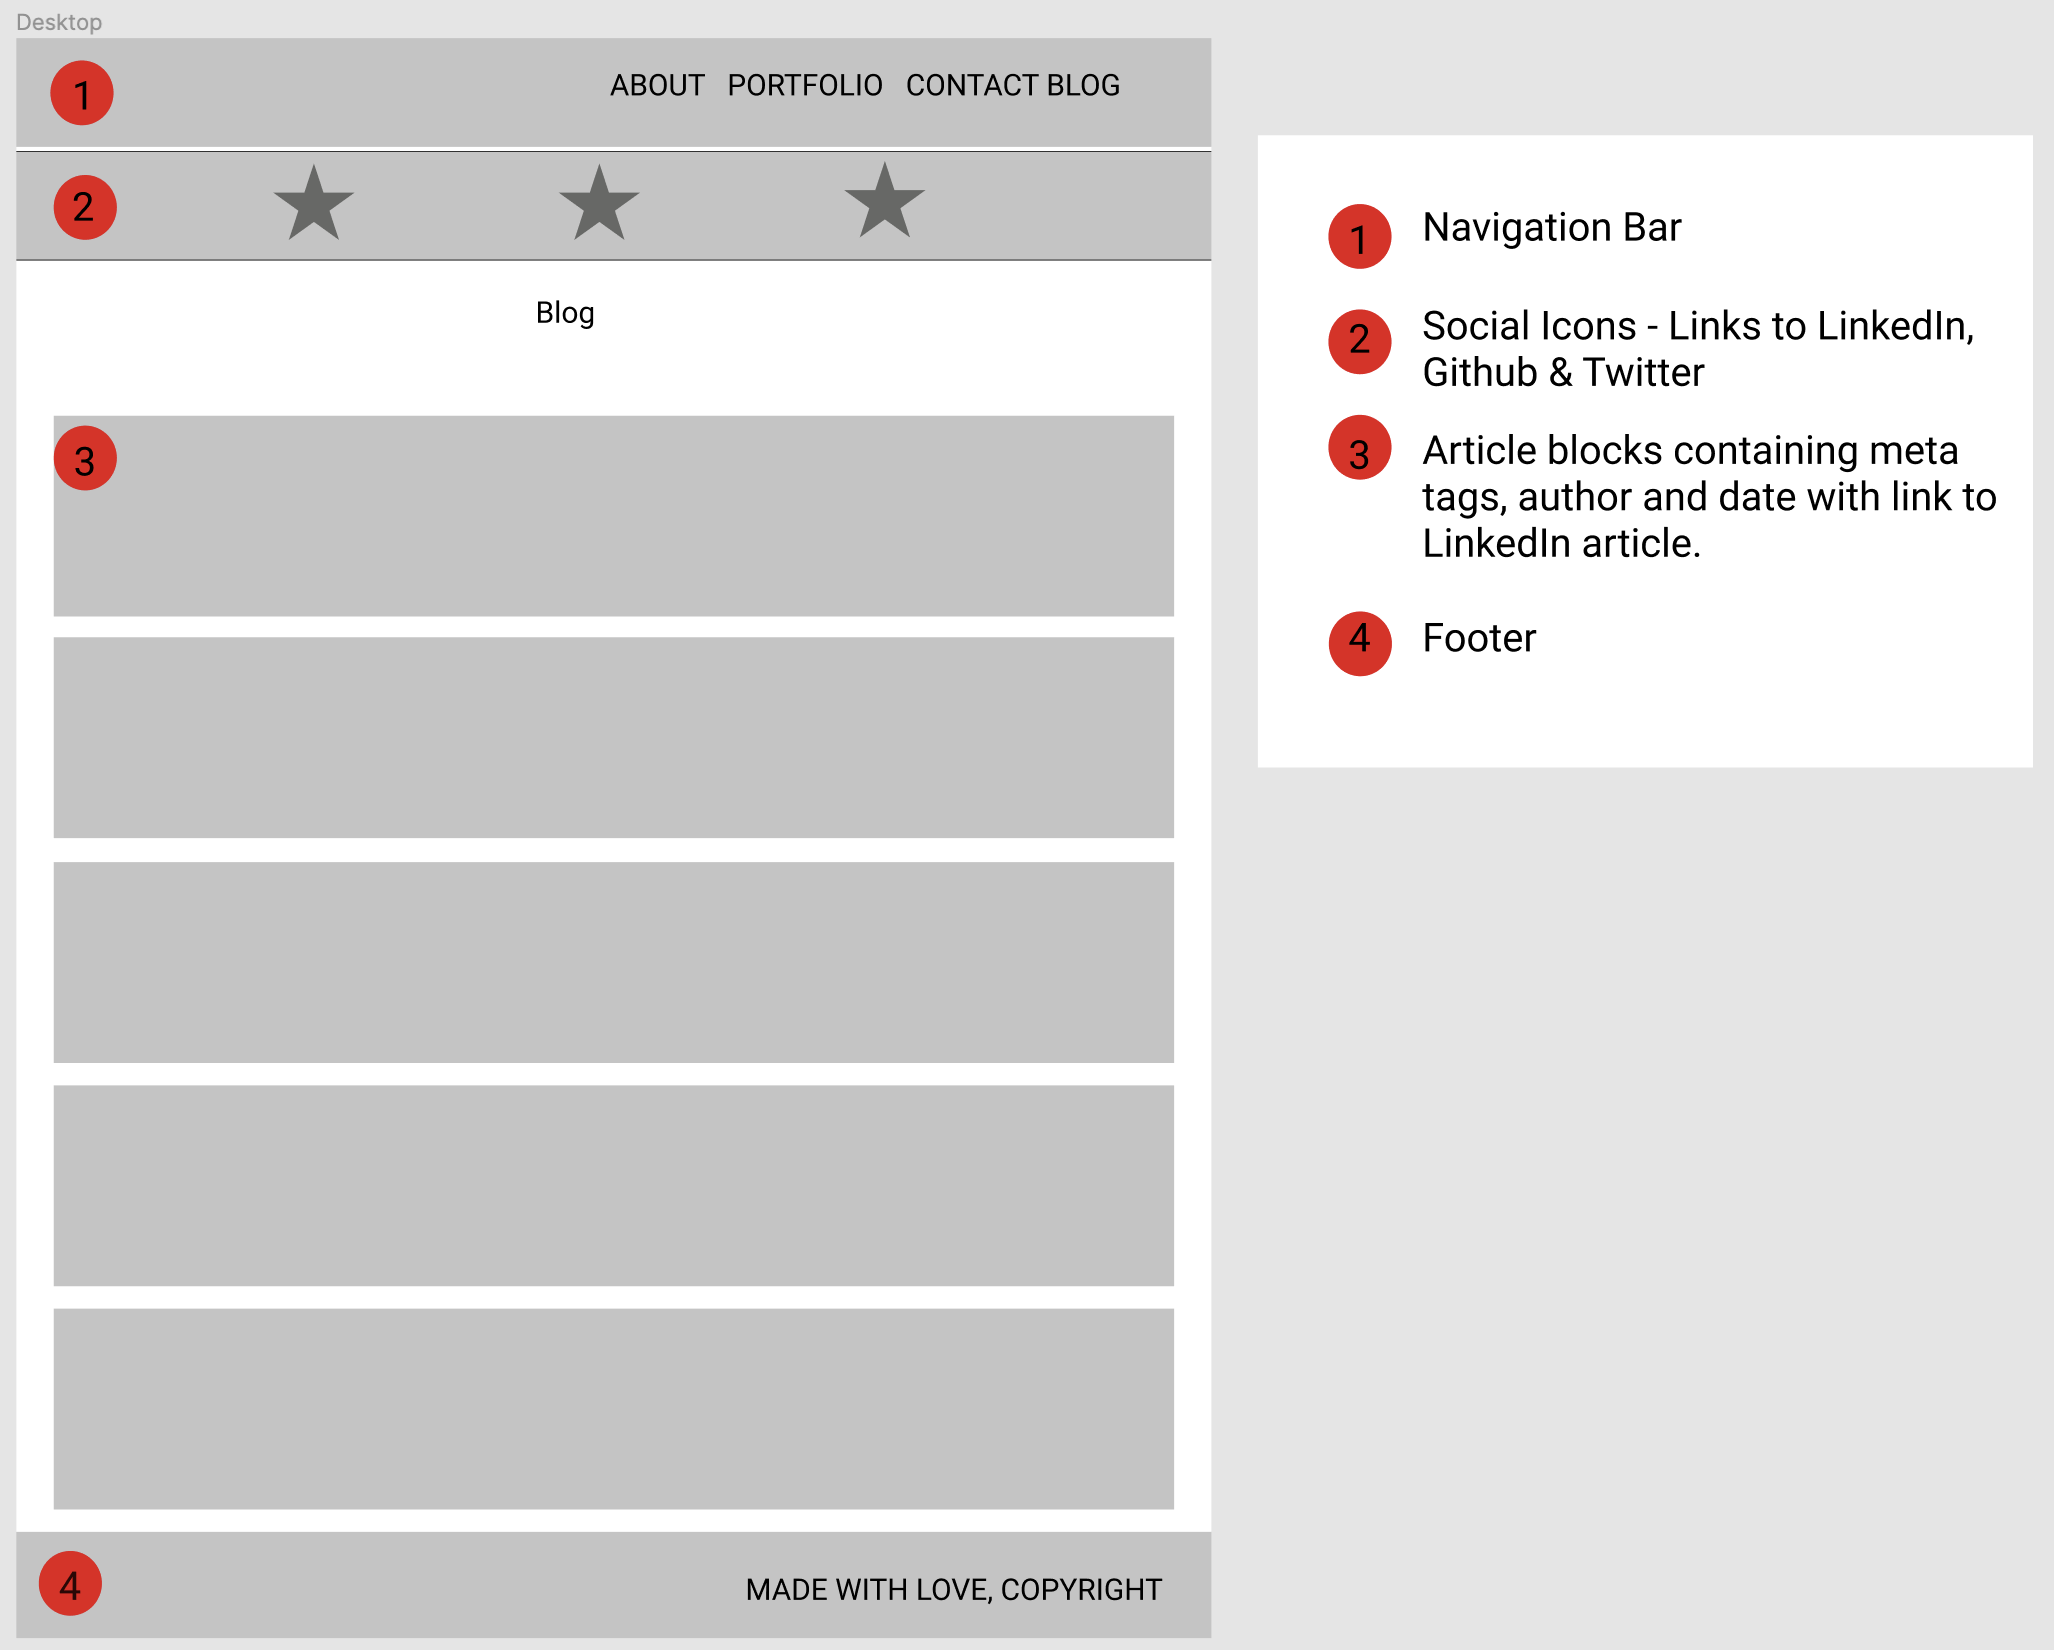 Desktop
1
ABOUT PORTFOLIO CONTACT BLOG
2
Blog
3
4
MADE WITH LOVE, COPYRIGHT
1 Navigation Bar
2 Social Icons - Links to LinkedIn,
Github & Twitter
3 Article blocks containing meta
tags, author and date with link to
LinkedIn article.
4 Footer